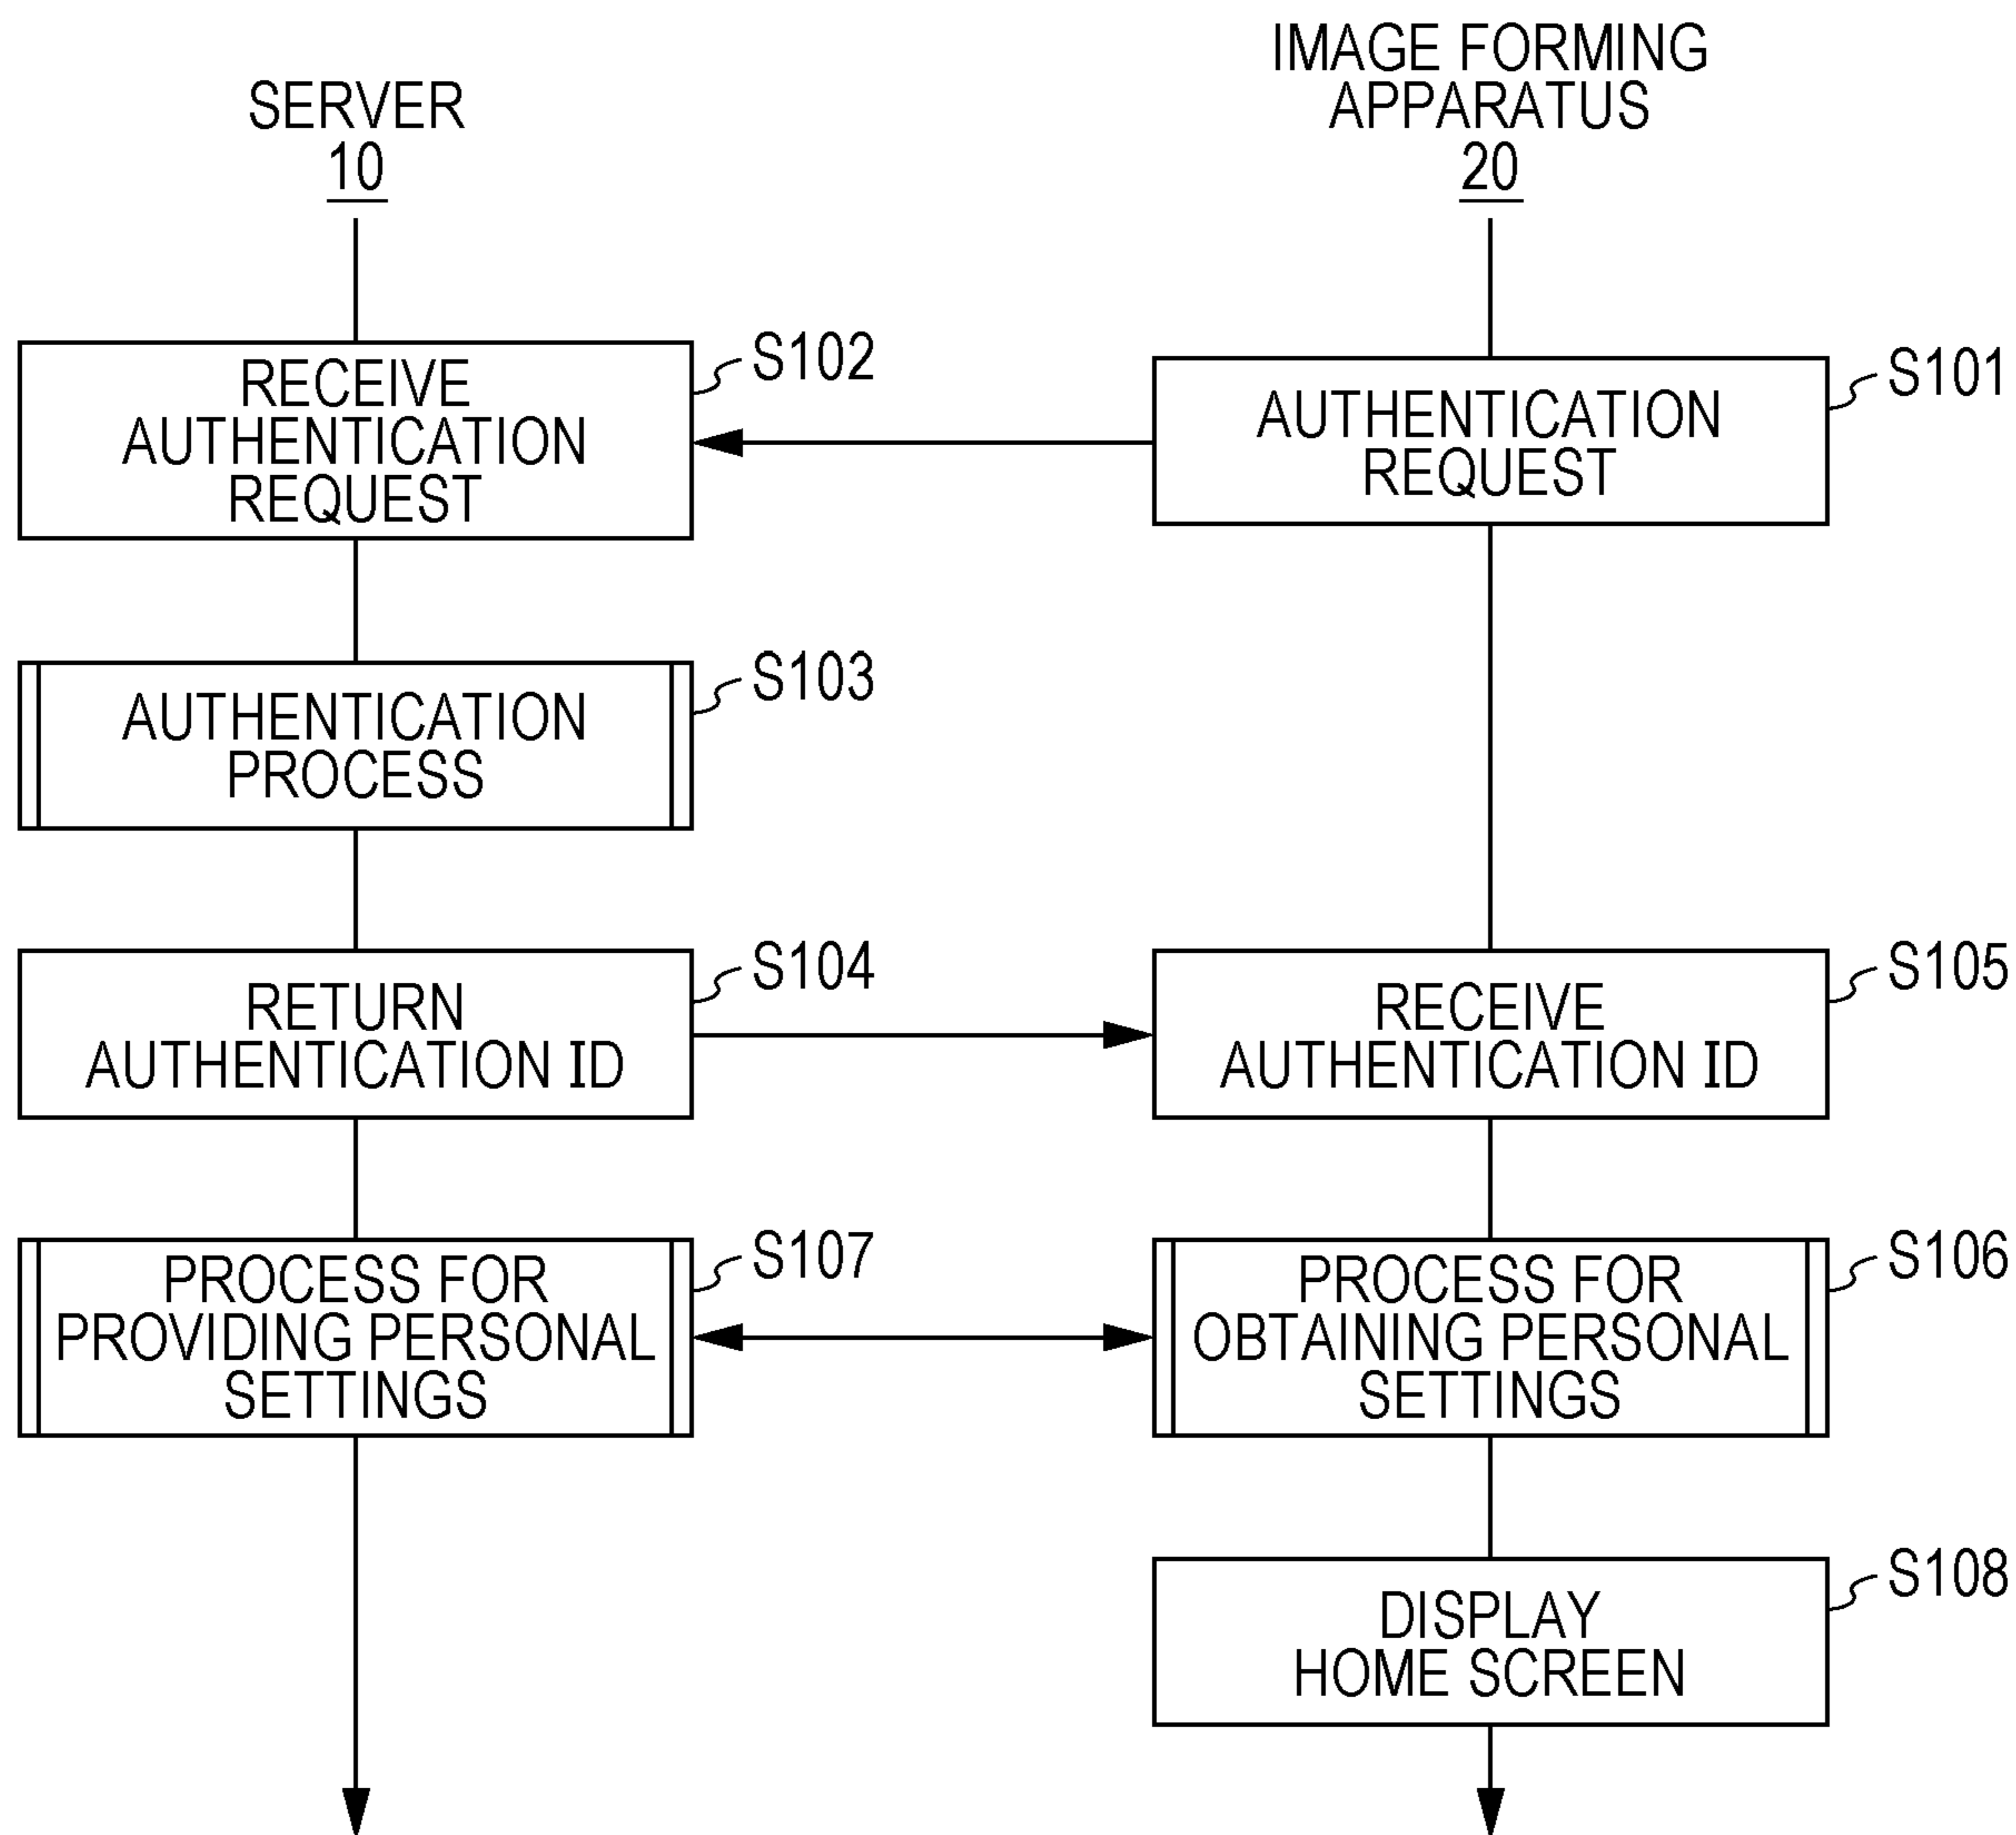 SERVER
10
IMAGE FORMING
APPARATUS
20
RECEIVE
AUTHENTICATION
REQUEST
S102
AUTHENTICATION
REQUEST
S101
AUTHENTICATION
PROCESS
S103
RETURN
AUTHENTICATION ID
S104
RECEIVE
AUTHENTICATION ID
S105
PROCESS FOR
PROVIDING PERSONAL
SETTINGS
S107
PROCESS FOR
OBTAINING PERSONAL
SETTINGS
S106
DISPLAY
HOME SCREEN
S108